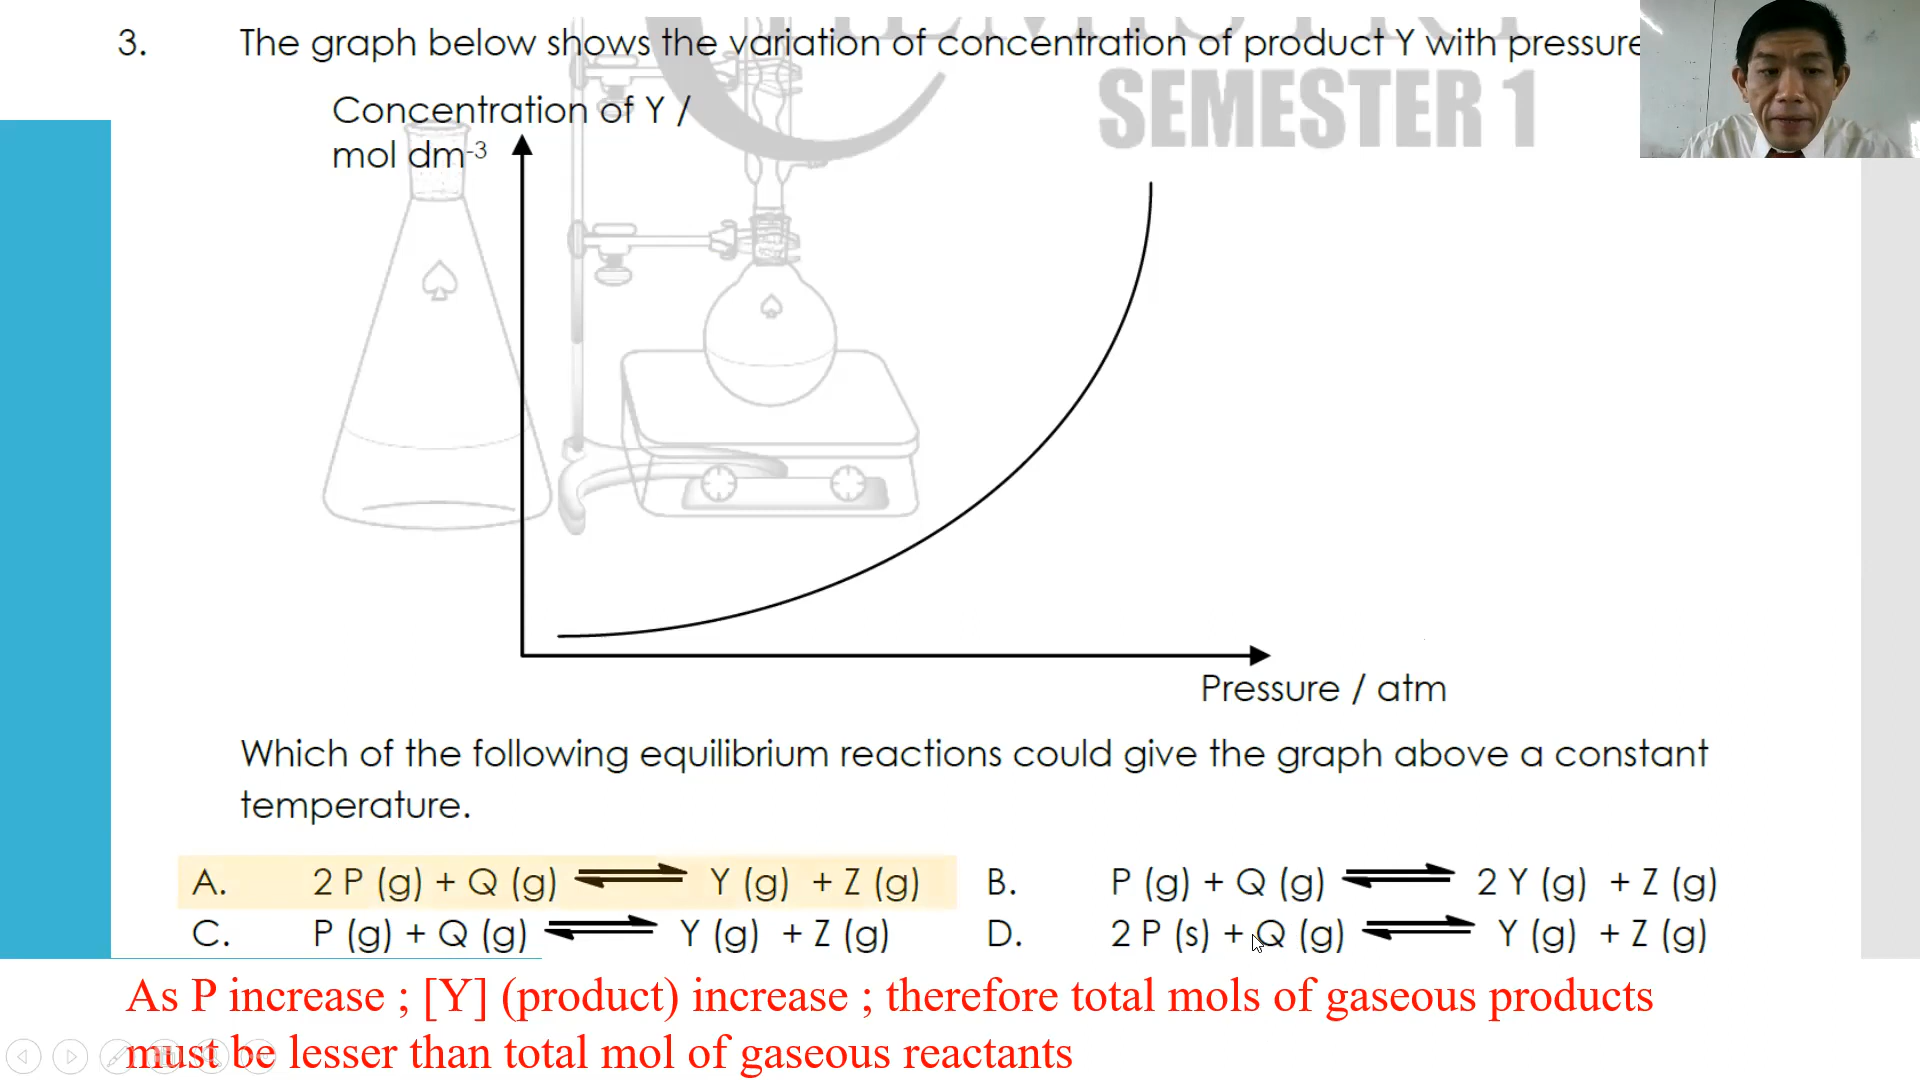 3. The graph below shows the variation of concentration of product Y with pressure
SEMESTER 1
Concentration of Y /
mol dm-3
Pressure / atm
Which of the following equilibrium reactions could give the graph above a constant
temperature.
A. 2 P (g) + Q (g) ⇌ Y (g) + Z (g) B. P (g) + Q (g) ⇌ 2 Y (g) + Z (g)
C. P (g) + Q (g) ⇌ Y (g) + Z (g) D. 2 P (s) + Q (g) ⇌ Y (g) + Z (g)
As P increase ; [Y] (product) increase ; therefore total mols of gaseous products
must be lesser than total mol of gaseous reactants